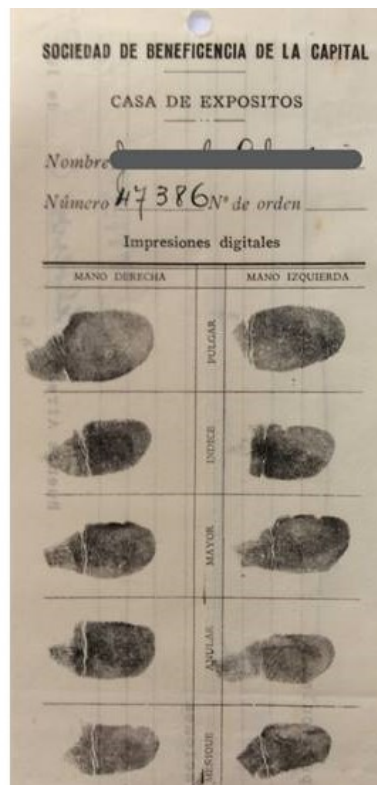 SOCIEDAD DE BENEFICENCIA DE LA CAPITAL
CASA DE EXPOSITOS
Nombre
Número 47386 Nº de orden
Impresiones digitales
MANO DERECHA MANO IZQUIERDA
PULGAR
INDICE
MAYOR
ANULAR
MEÑIQUE